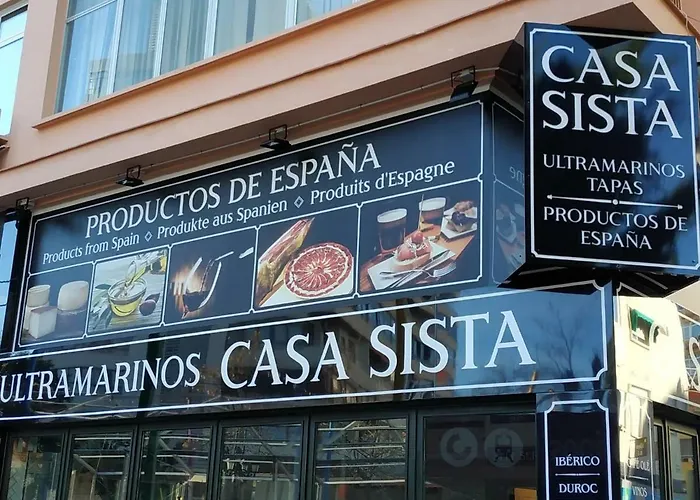 PRODUCTOS DE ESPAÑA
Products from Spain ◇ Produkte aus Spanien ◇ Produits d'Espagne
ULTRAMARINOS CASA SISTA
CASA
SISTA
ULTRAMARINOS
TAPAS
PRODUCTOS DE
ESPAÑA
IBÉRICO
DUROC
VINOS